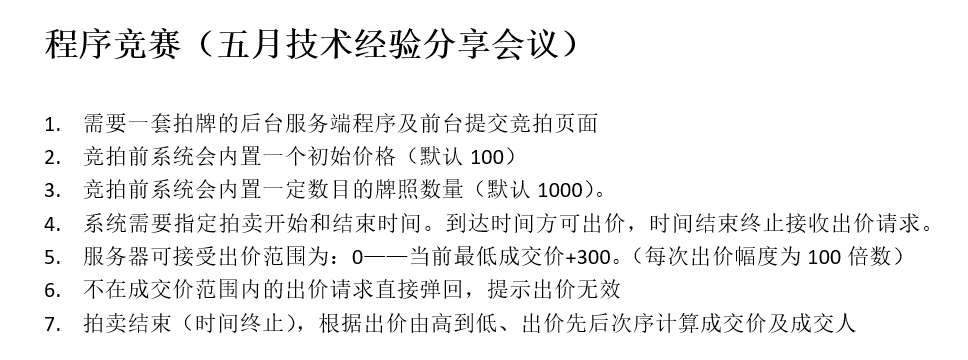 程序竞赛（五月技术经验分享会议）
1. 需要一套拍牌的后台服务端程序及前台提交竞拍页面
2. 竞拍前系统会内置一个初始价格（默认 100）
3. 竞拍前系统会内置一定数目的牌照数量（默认 1000）。
4. 系统需要指定拍卖开始和结束时间。到达时间方可出价，时间结束终止接收出价请求。
5. 服务器可接受出价范围为：0——当前最低成交价+300。（每次出价幅度为 100 倍数）
6. 不在成交价范围内的出价请求直接弹回，提示出价无效
7. 拍卖结束（时间终止），根据出价由高到低、出价先后次序计算成交价及成交人